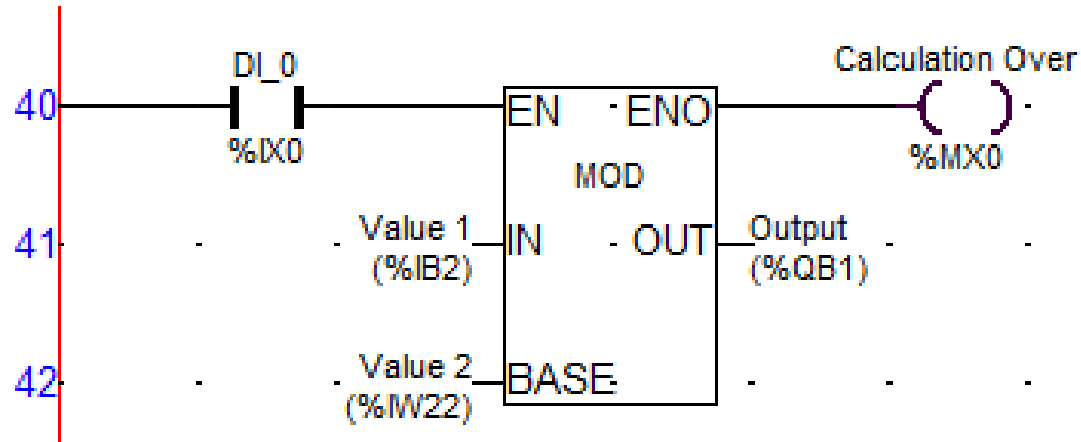 DI_0
Calculation Over
40
EN
ENO
%IX0
%MX0
MOD
41
Value 1
IN
OUT
Output
(%IB2)
(%QB1)
42
Value 2
BASE
(%IW22)